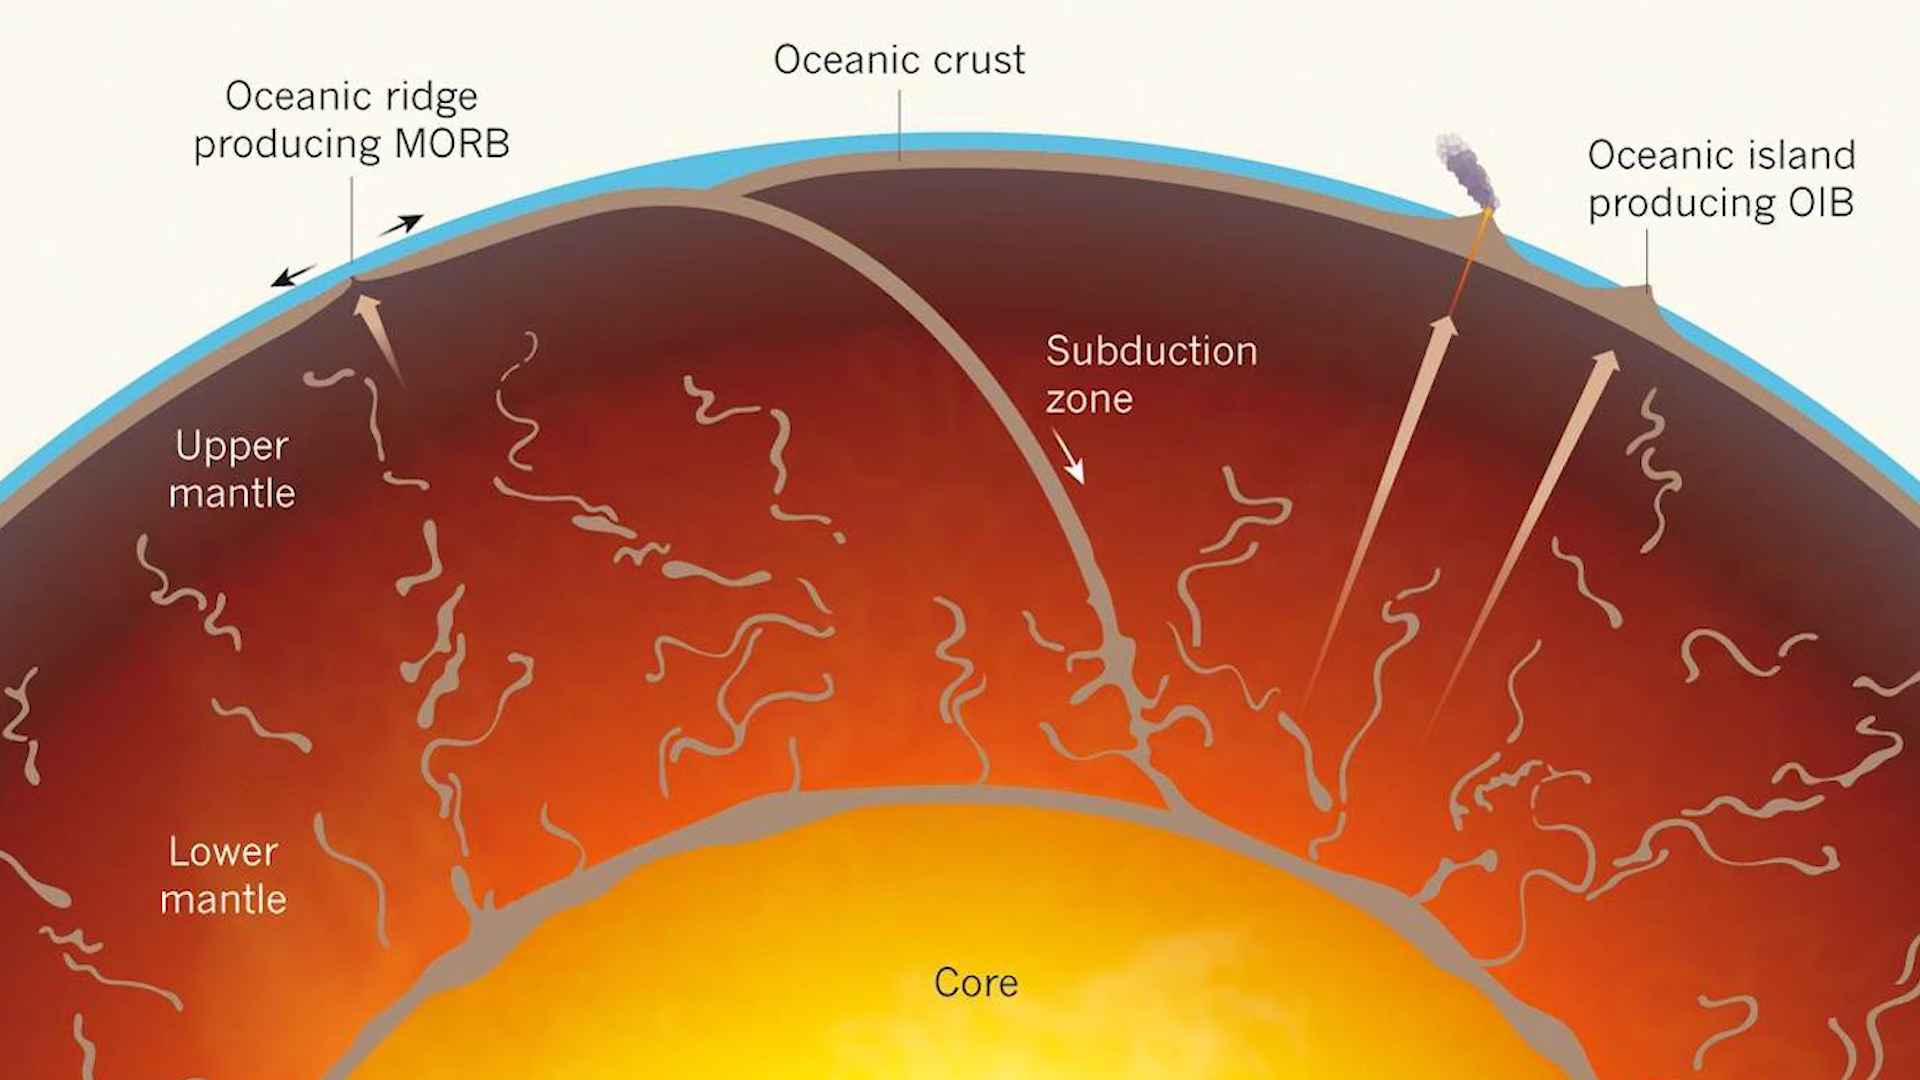 Oceanic crust
Oceanic ridge
producing MORB
Oceanic island
producing OIB
Subduction
zone
Upper
mantle
Lower
mantle
Core